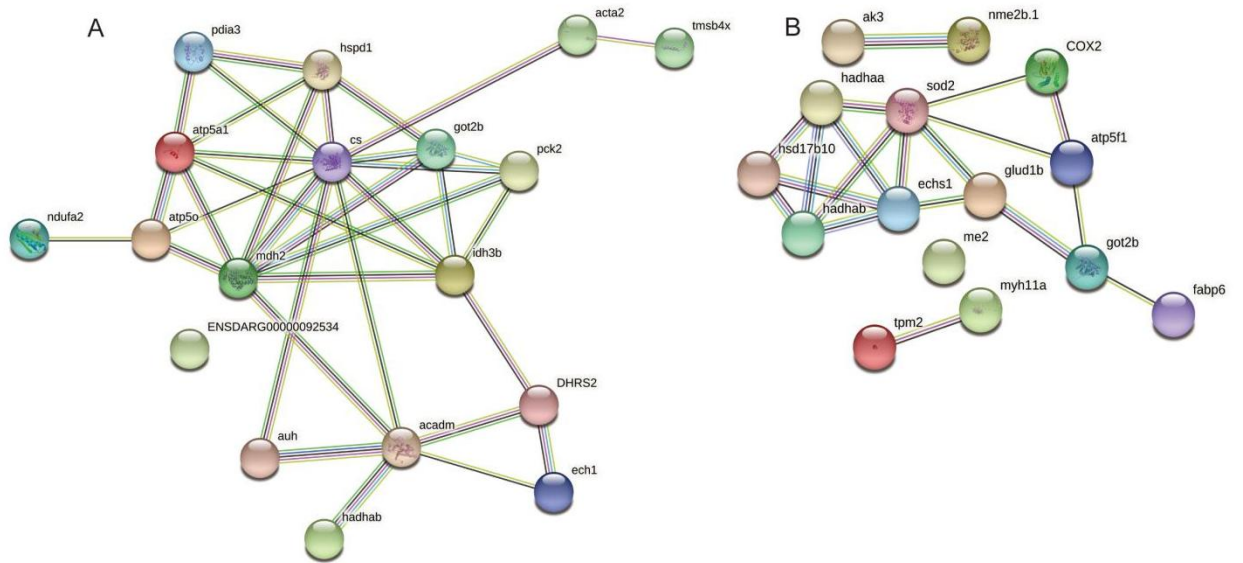 A
pdia3
hspd1
acta2
tmsb4x
atp5a1
cs
got2b
pck2
ndufa2
atp5o
mdh2
idh3b
ENSDARG00000092534
DHRS2
auh
acadm
ech1
hadhab
B
ak3
nme2b.1
COX2
hadhaa
sod2
atp5f1
hsd17b10
echs1
glud1b
hadhab
me2
got2b
myh11a
fabp6
tpm2